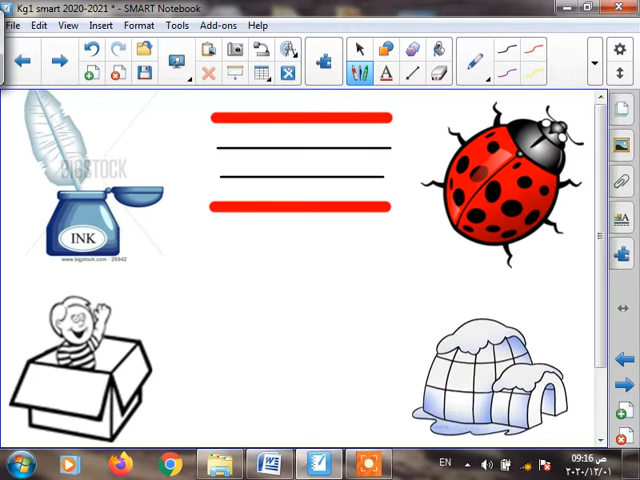 Kg1 smart 2020-2021 * - SMART Notebook
File Edit View Insert Format Tools Add-ons Help
BIGSTOCK
INK
EN
09:16 ص
٢٠٢٠/١٢/٠١